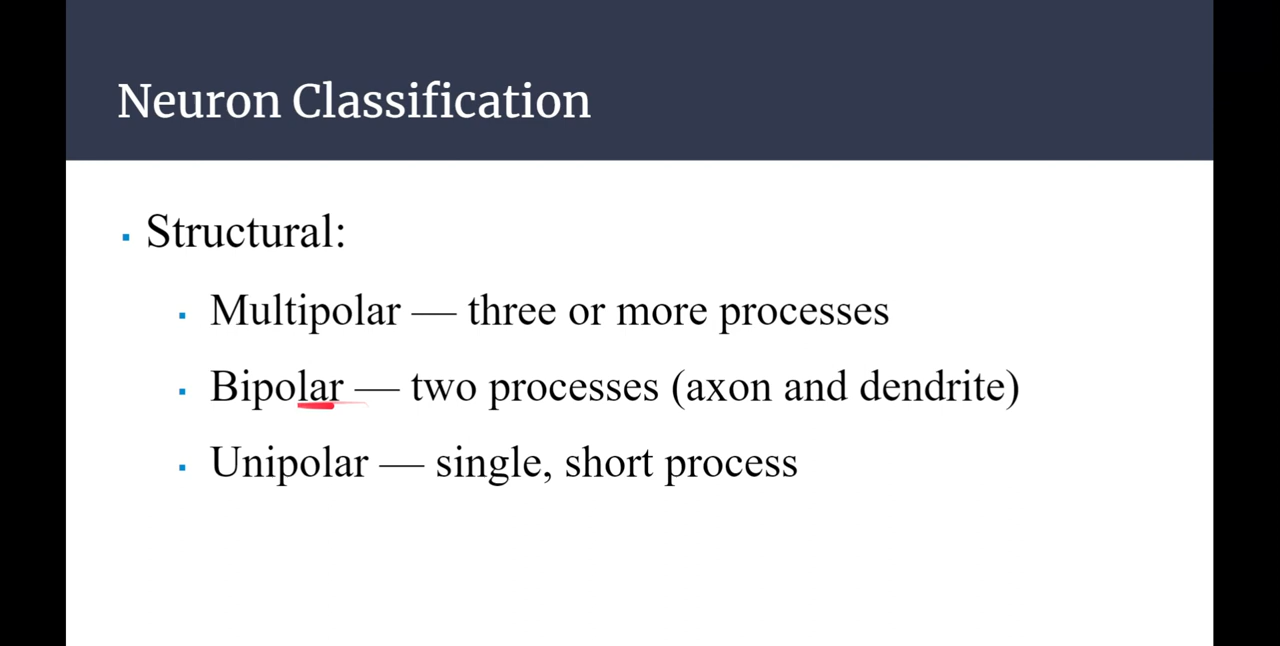 Neuron Classification
▪ Structural:
▪ Multipolar — three or more processes
▪ Bipolar — two processes (axon and dendrite)
▪ Unipolar — single, short process